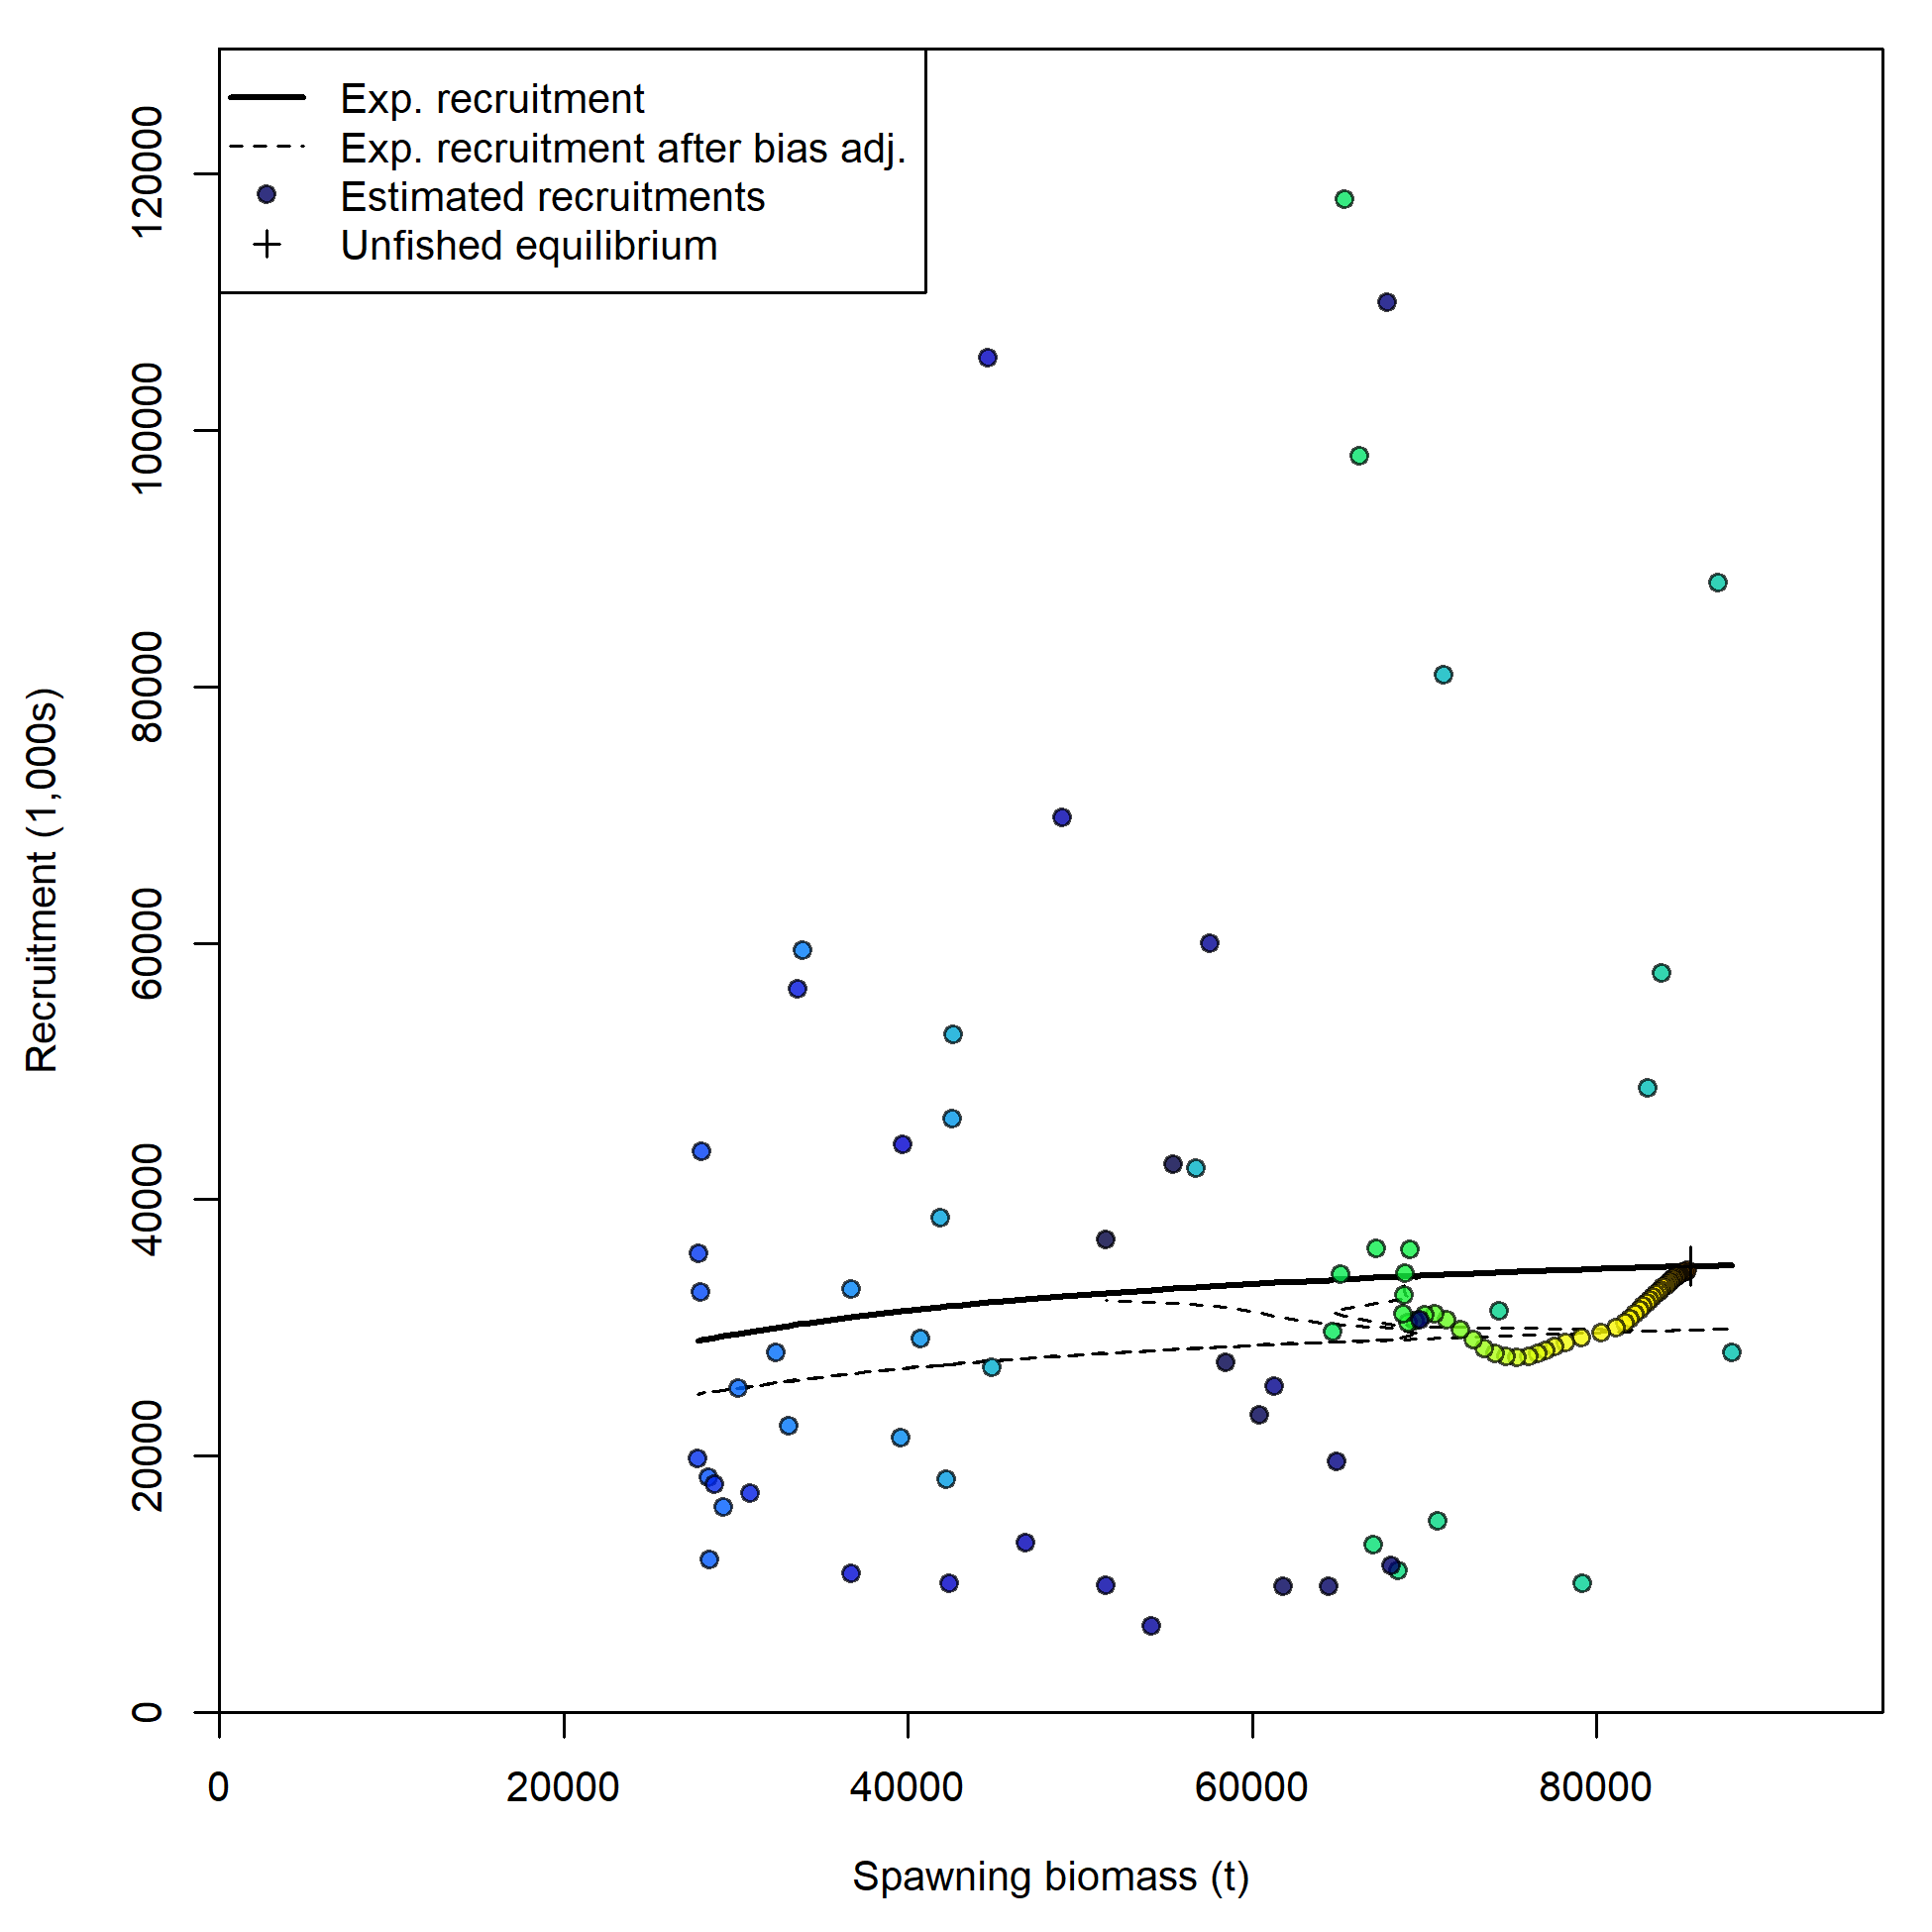 Exp. recruitment
Exp. recruitment after bias adj.
Estimated recruitments
Unfished equilibrium
120000
100000
80000
60000
40000
20000
0
Recruitment (1,000s)
0 20000 40000 60000 80000
Spawning biomass (t)